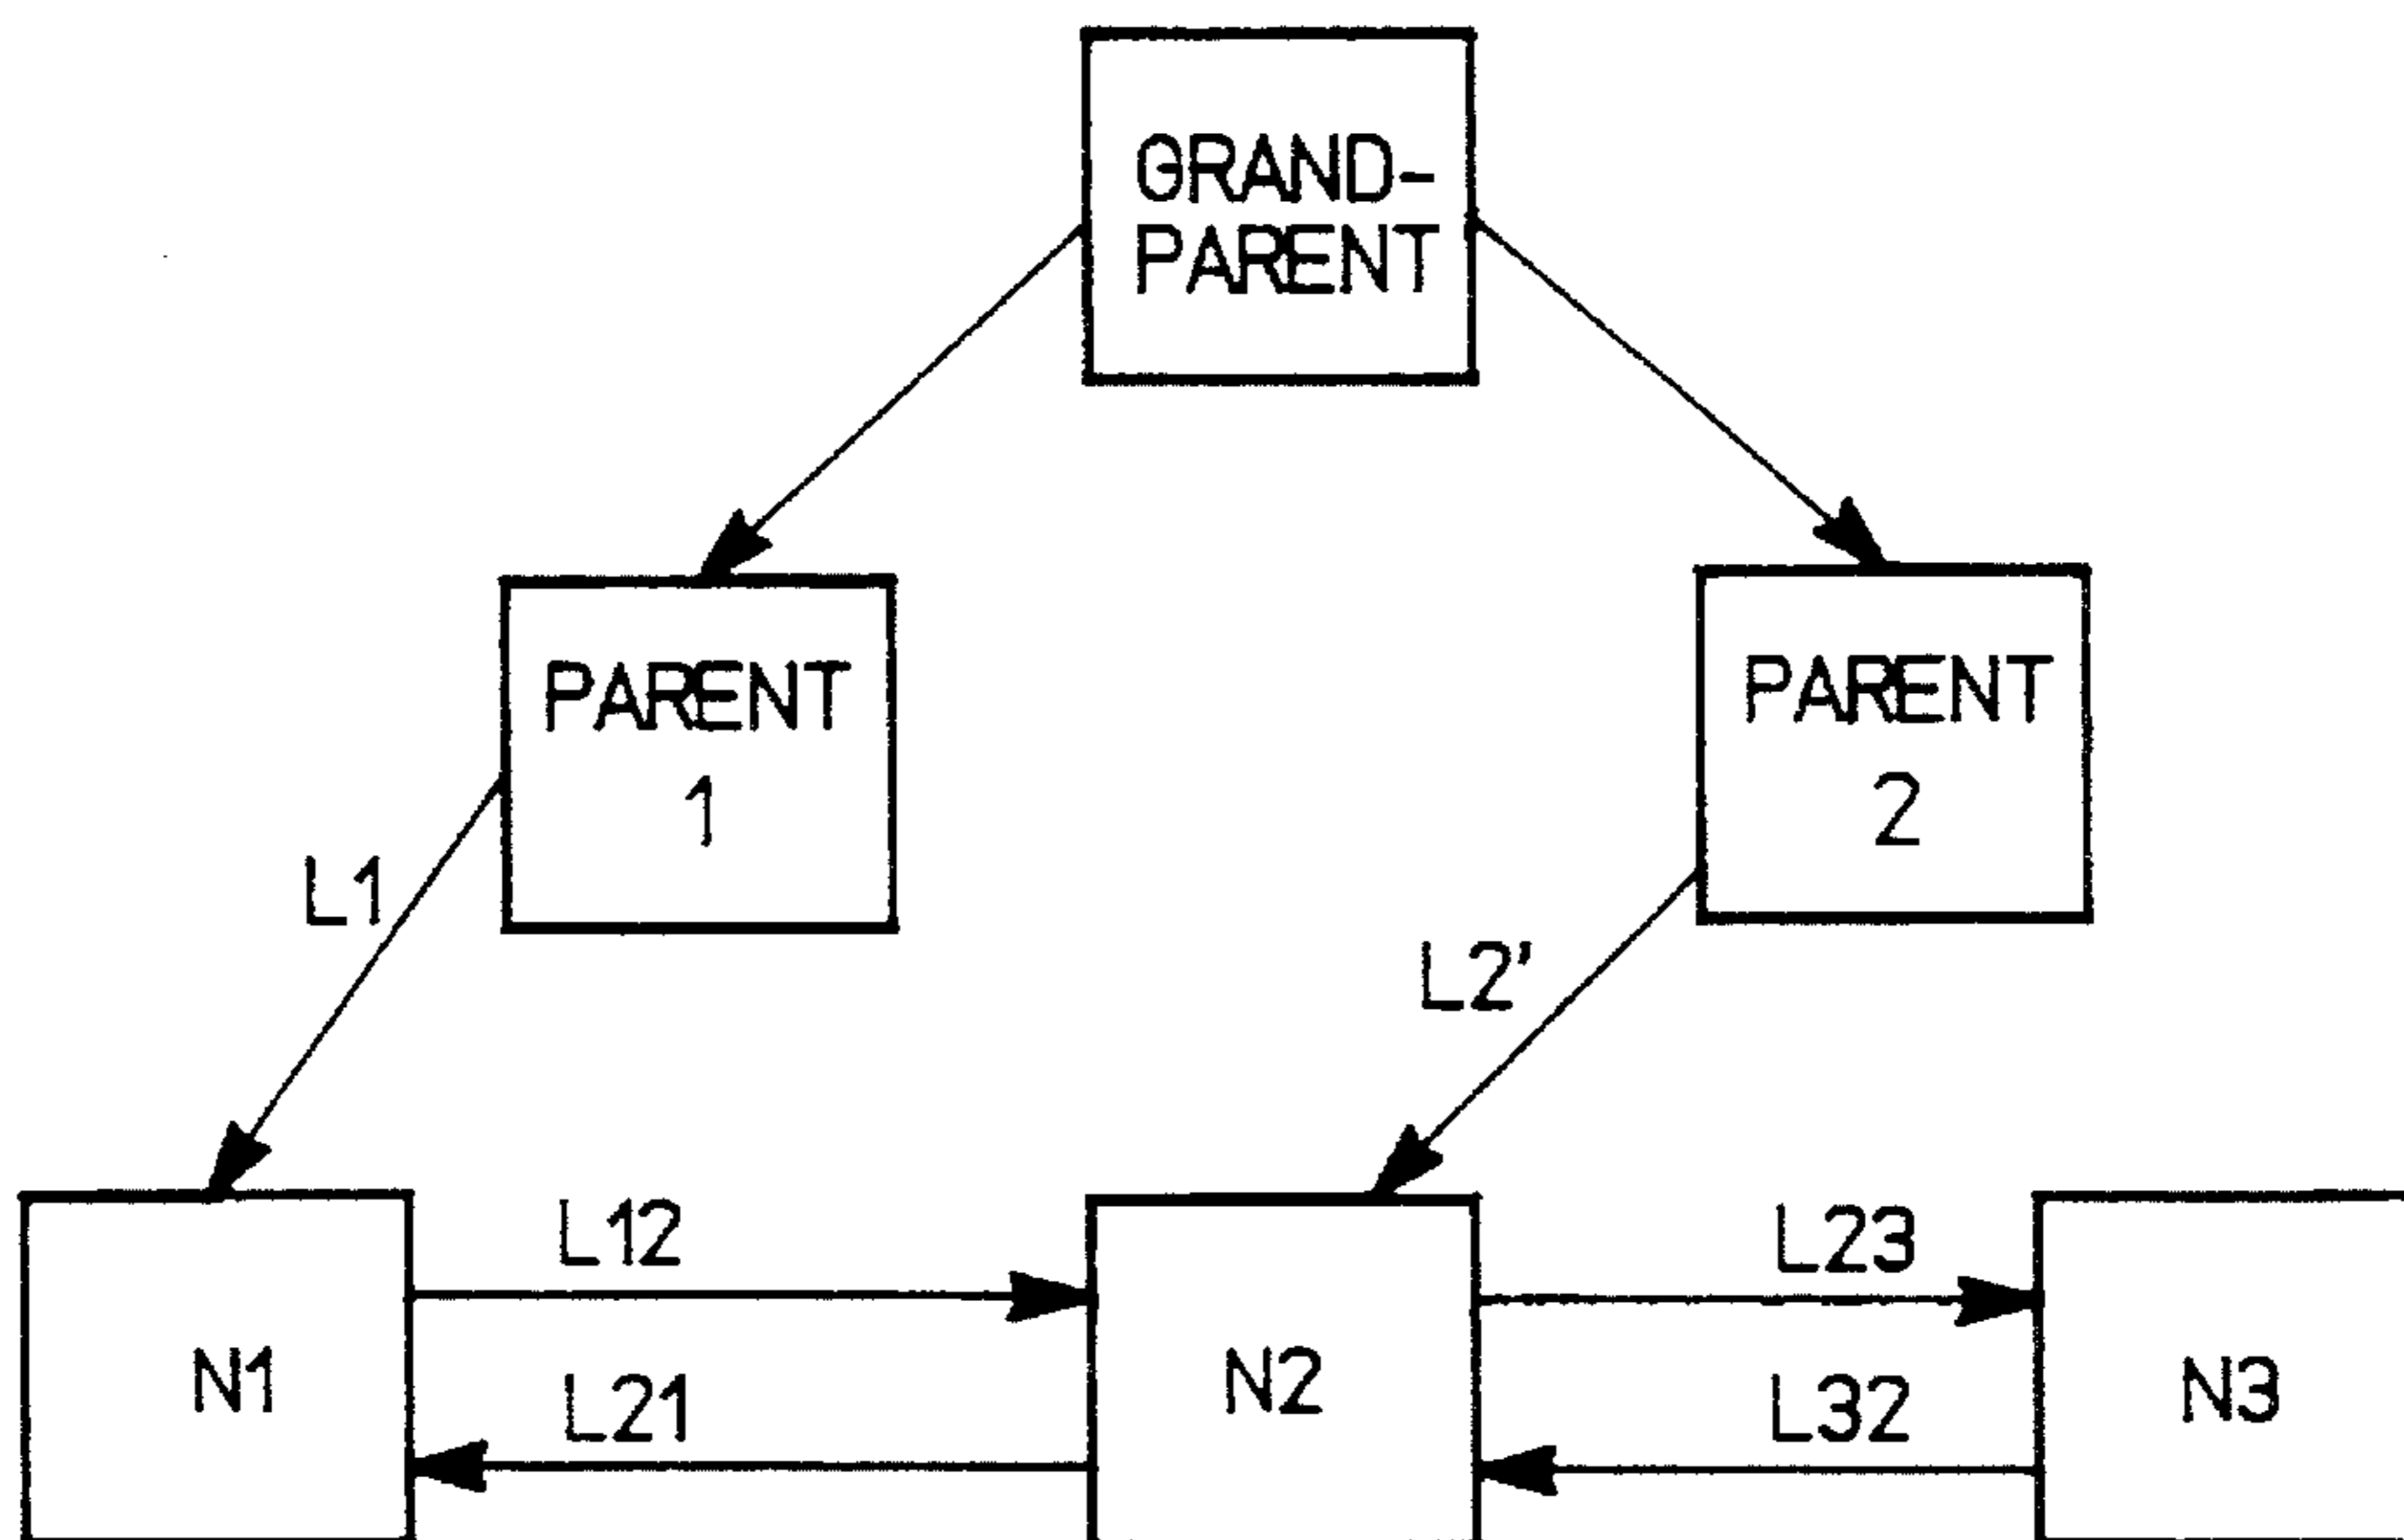 GRAND-
PARENT
PARENT
1
PARENT
2
L1
L2'
L12
L23
N1
N2
N3
L21
L32